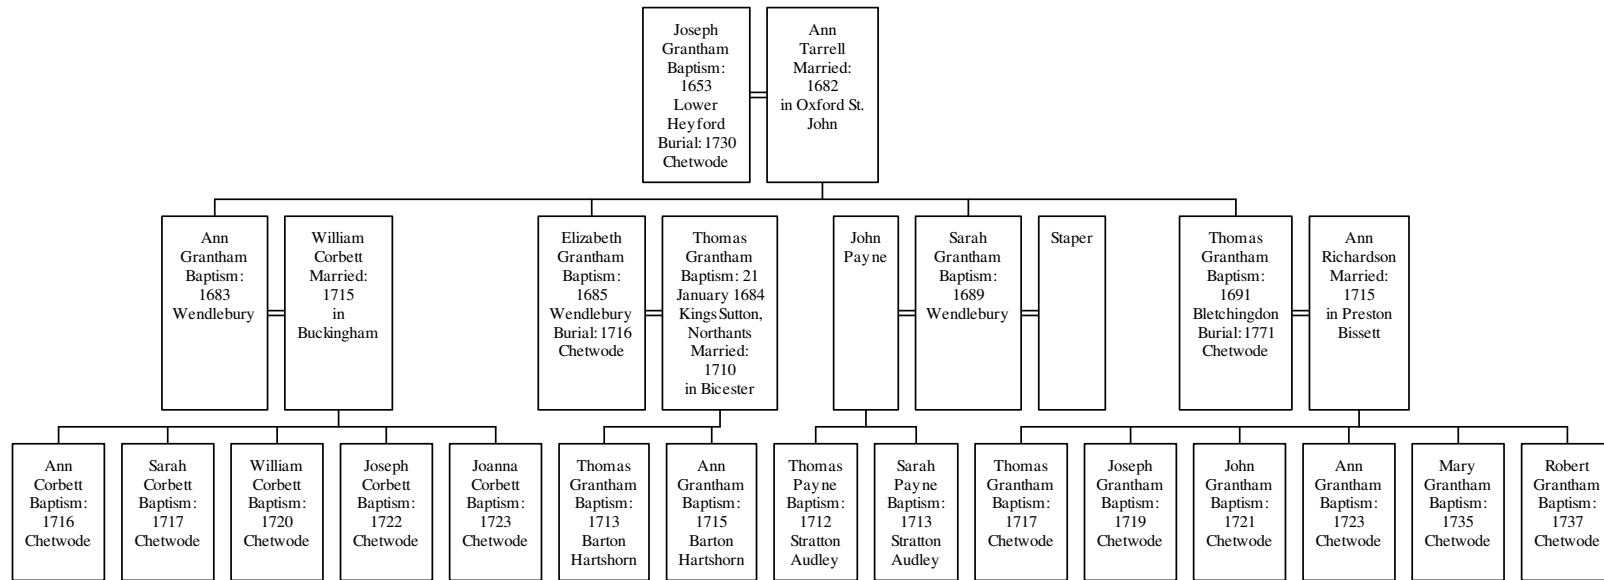 Joseph
Grantham
Baptism:
1653
Lower
Heyford
Burial: 1730
Chetwode
Ann
Tarrell
Married:
1682
in Oxford St.
John
Ann
Grantham
Baptism:
1683
Wendlebury
William
Corbett
Married:
1715
in
Buckingham
Elizabeth
Grantham
Baptism:
1685
Wendlebury
Burial: 1716
Chetwode
Thomas
Grantham
Baptism: 21
January 1684
Kings Sutton,
Northants
Married:
1710
in Bicester
John
Payne
Sarah
Grantham
Baptism:
1689
Wendlebury
Staper
Thomas
Grantham
Baptism:
1691
Bletchingdon
Burial: 1771
Chetwode
Ann
Richardson
Married:
1715
in Preston
Bissett
Ann
Corbett
Baptism:
1716
Chetwode
Sarah
Corbett
Baptism:
1717
Chetwode
William
Corbett
Baptism:
1720
Chetwode
Joseph
Corbett
Baptism:
1722
Chetwode
Joanna
Corbett
Baptism:
1723
Chetwode
Thomas
Grantham
Baptism:
1713
Barton
Hartshorn
Ann
Grantham
Baptism:
1715
Barton
Hartshorn
Thomas
Payne
Baptism:
1712
Stratton
Audley
Sarah
Payne
Baptism:
1713
Stratton
Audley
Thomas
Grantham
Baptism:
1717
Chetwode
Joseph
Grantham
Baptism:
1719
Chetwode
John
Grantham
Baptism:
1721
Chetwode
Ann
Grantham
Baptism:
1723
Chetwode
Mary
Grantham
Baptism:
1735
Chetwode
Robert
Grantham
Baptism:
1737
Chetwode